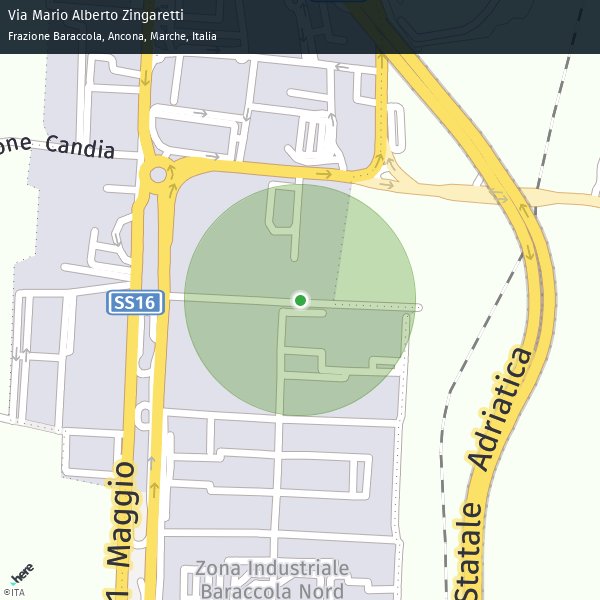 Via Mario Alberto Zingaretti
Frazione Baraccola, Ancona, Marche, Italia
one Candia
SS16
1 Maggio
Statale Adriatica
Zona Industriale
Baraccola Nord
here
©ITA